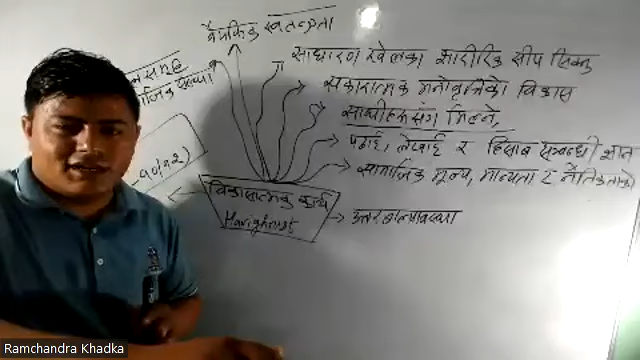 वैयक्तिक स्वतन्त्रता
साधारण खेलका शारीरिक सीप सिक्नु
सकारात्मक मनोवृत्तिको विकास
साथीहरूसंग मिल्ने,
पढाई, लेखाई र हिसाब सम्बन्धी ज्ञान
सामाजिक मूल्य, मान्यता र नैतिकताको
विकासात्मक कार्य
Havighurst
उत्तर बाल्यावस्था
Ramchandra Khadka